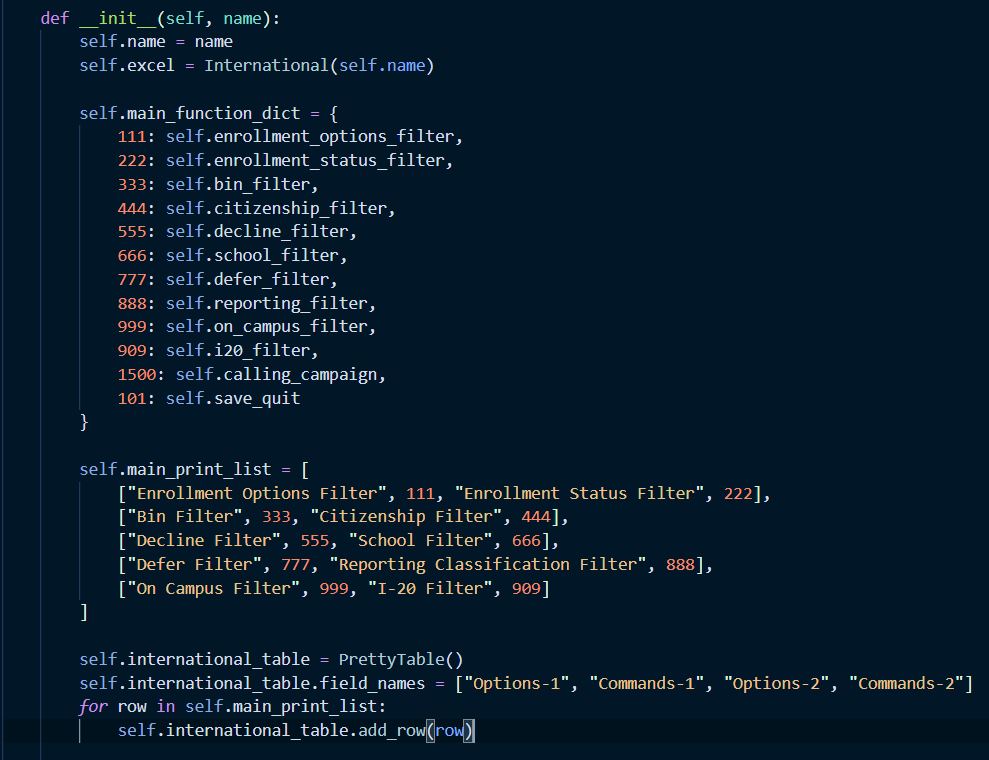 def __init__(self, name):
    self.name = name
    self.excel = International(self.name)

    self.main_function_dict = {
        111: self.enrollment_options_filter,
        222: self.enrollment_status_filter,
        333: self.bin_filter,
        444: self.citizenship_filter,
        555: self.decline_filter,
        666: self.school_filter,
        777: self.defer_filter,
        888: self.reporting_filter,
        999: self.on_campus_filter,
        909: self.i20_filter,
        1500: self.calling_campaign,
        101: self.save_quit
    }

    self.main_print_list = [
        ["Enrollment Options Filter", 111, "Enrollment Status Filter", 222],
        ["Bin Filter", 333, "Citizenship Filter", 444],
        ["Decline Filter", 555, "School Filter", 666],
        ["Defer Filter", 777, "Reporting Classification Filter", 888],
        ["On Campus Filter", 999, "I-20 Filter", 909]
    ]

    self.international_table = PrettyTable()
    self.international_table.field_names = ["Options-1", "Commands-1", "Options-2", "Commands-2"]
    for row in self.main_print_list:
        self.international_table.add_row(row)